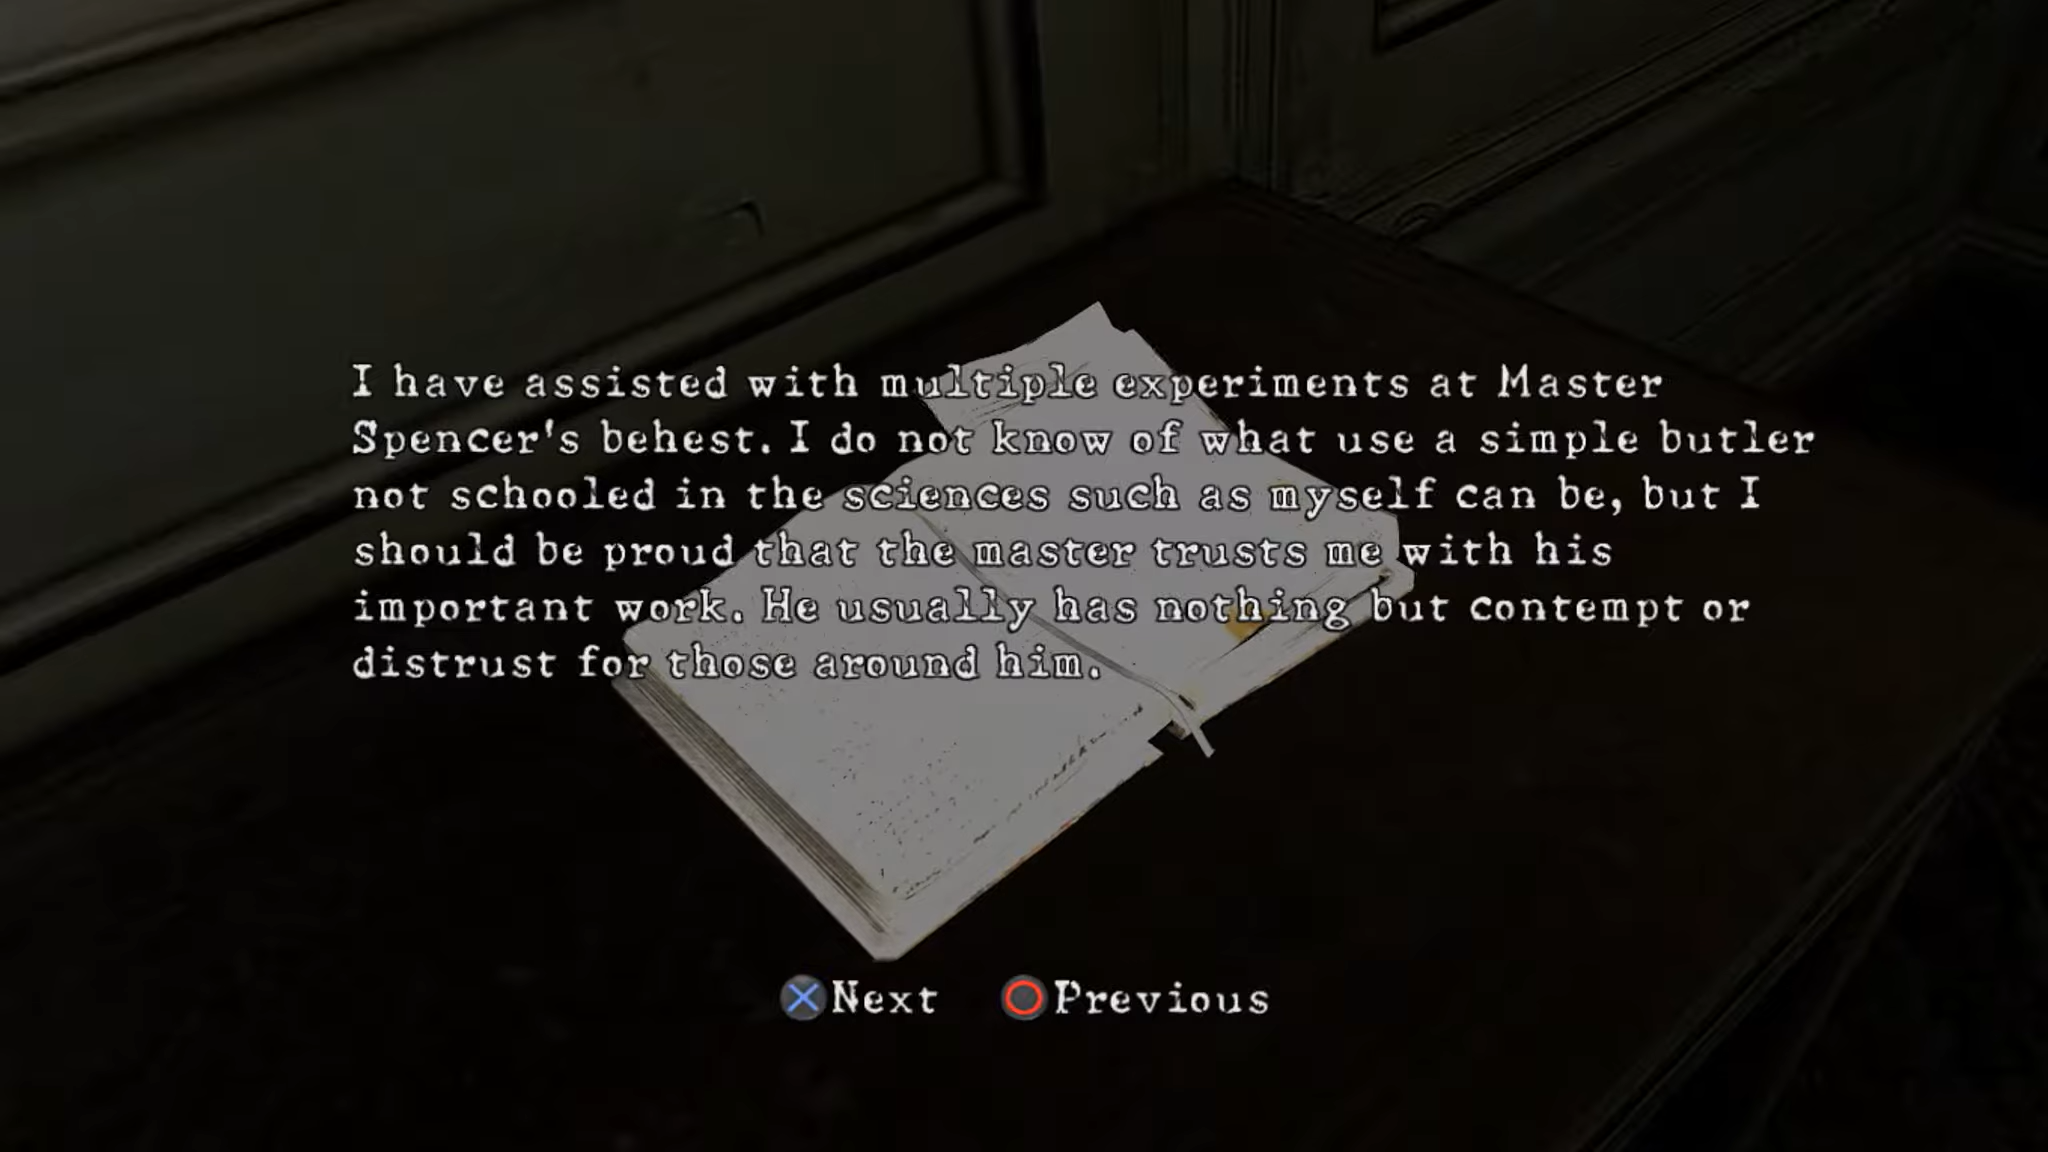 I have assisted with multiple experiments at Master
Spencer's behest. I do not know of what use a simple butler
not schooled in the sciences such as myself can be, but I
should be proud that the master trusts me with his
important work. He usually has nothing but contempt or
distrust for those around him.
Next Previous